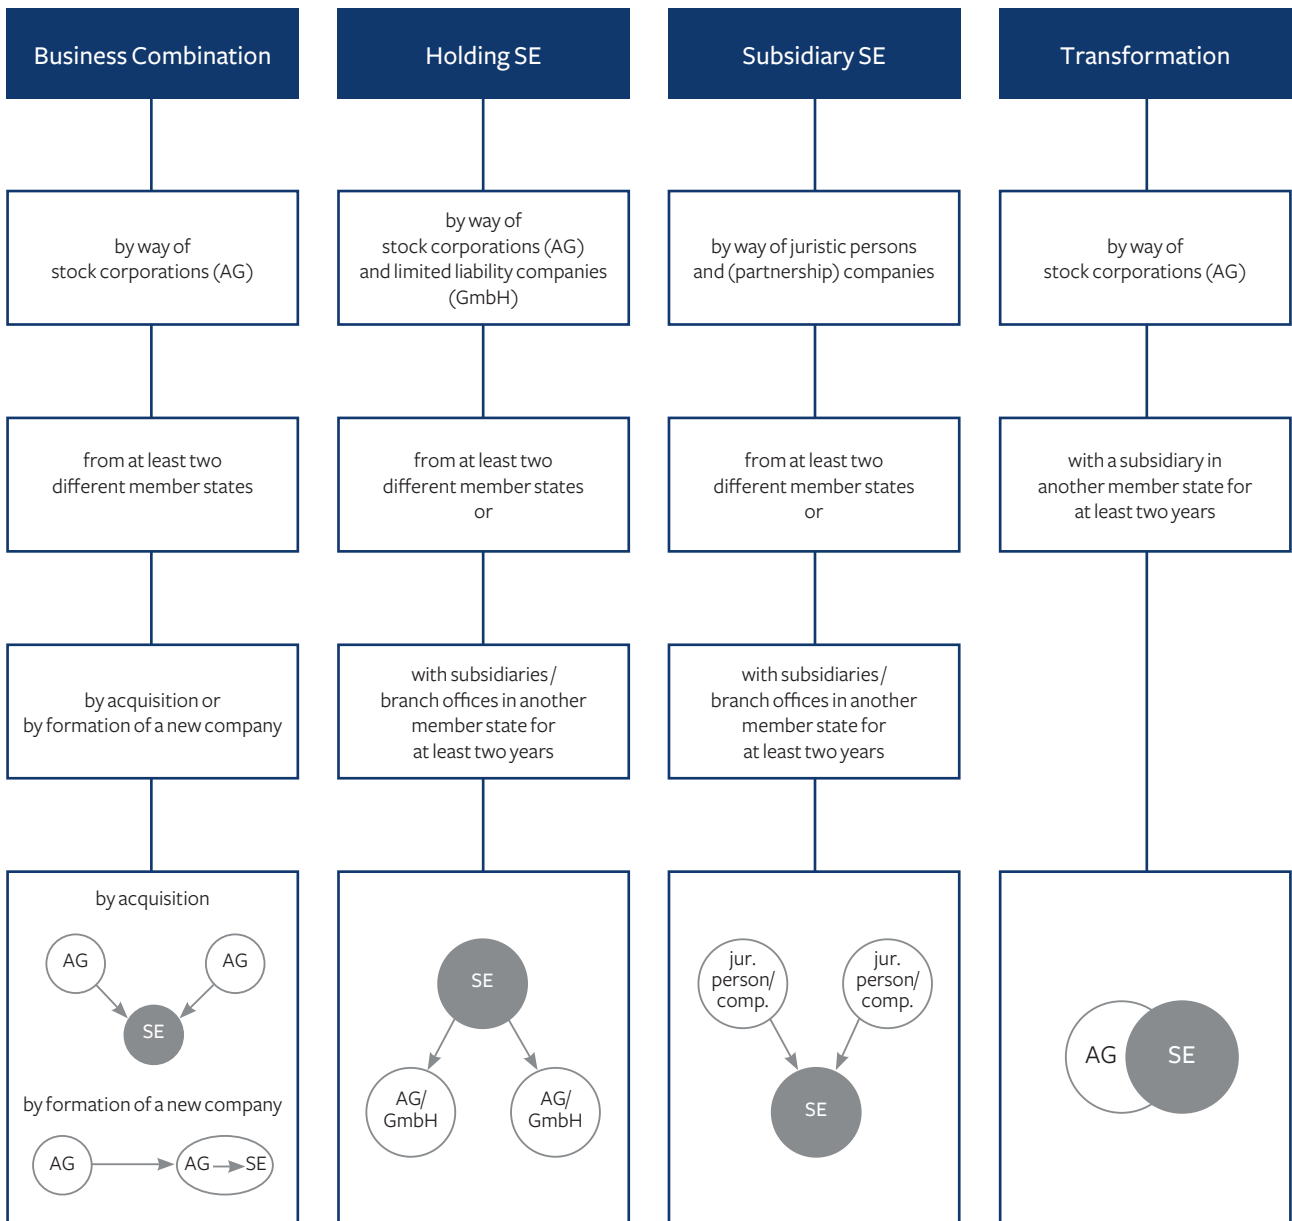 Business Combination
by way of
stock corporations (AG)
from at least two
different member states
by acquisition or
by formation of a new company
by acquisition
AG
AG
SE
by formation of a new company
AG
AG
SE
Holding SE
by way of
stock corporations (AG)
and limited liability companies
(GmbH)
from at least two
different member states
or
with subsidiaries/
branch offices in another
member state for
at least two years
SE
AG/
GmbH
AG/
GmbH
Subsidiary SE
by way of juristic persons
and (partnership) companies
from at least two
different member states
or
with subsidiaries/
branch offices in another
member state for
at least two years
jur.
person/
comp.
jur.
person/
comp.
SE
Transformation
by way of
stock corporations (AG)
with a subsidiary in
another member state for
at least two years
AG
SE